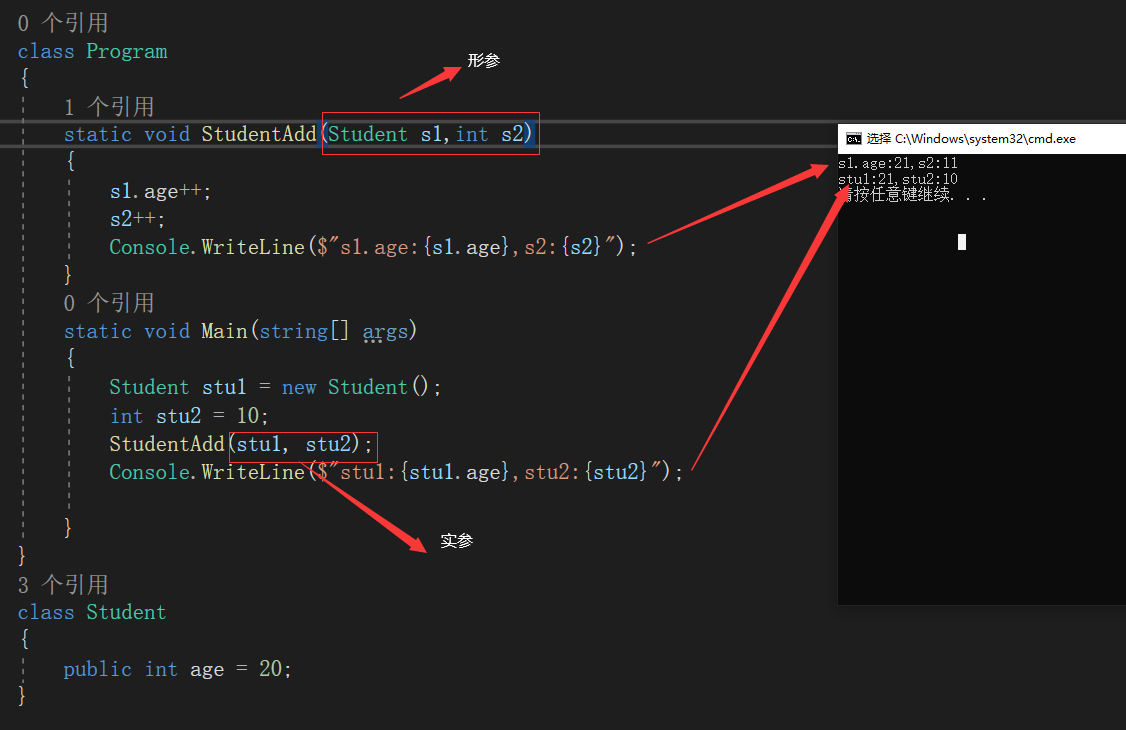 0 个引用
class Program
{
形参
1 个引用
static void StudentAdd(Student s1,int s2)
{
s1.age++;
s2++;
Console.WriteLine($"s1.age:{s1.age},s2:{s2}");
}
0 个引用
static void Main(string[] args)
{
Student stu1 = new Student();
int stu2 = 10;
StudentAdd(stu1, stu2);
Console.WriteLine($"stu1:{stu1.age},stu2:{stu2}");
}
实参
}
3 个引用
class Student
{
public int age = 20;
}
选择 C:\Windows\system32\cmd.exe
s1.age:21,s2:11
stu1:21,stu2:10
请按任意键继续. . .